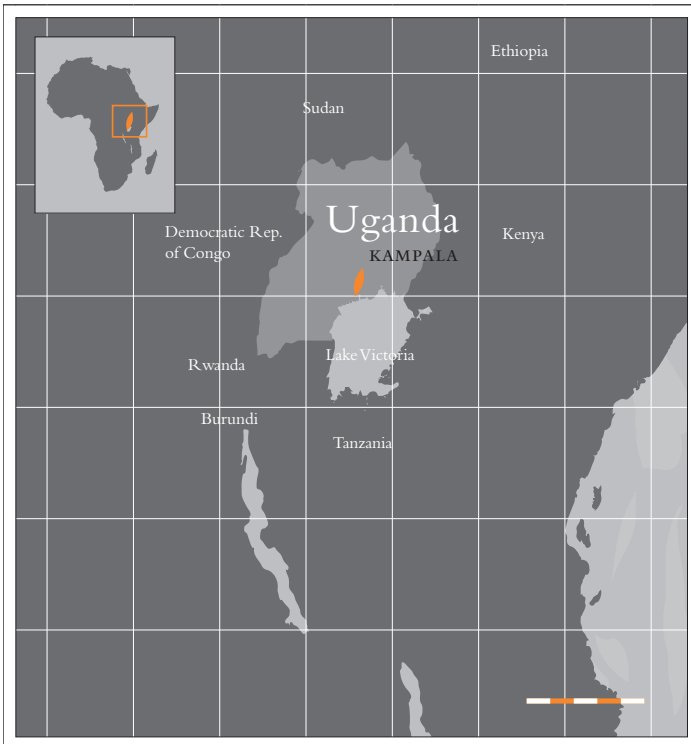 Ethiopia
Sudan
Uganda
Democratic Rep.
of Congo
Kenya
KAMPALA
Lake Victoria
Rwanda
Burundi
Tanzania